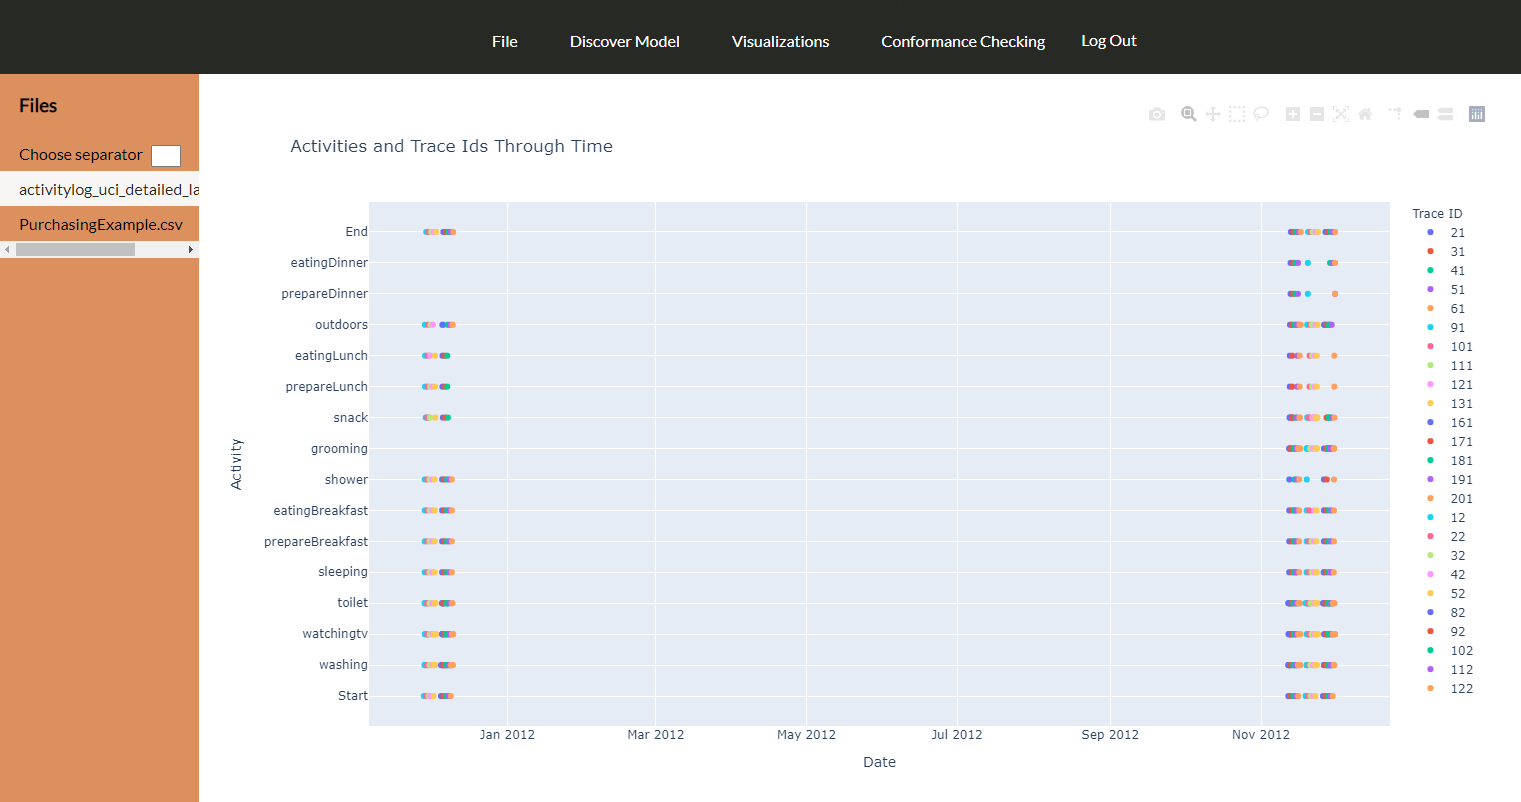 File Discover Model Visualizations Conformance Checking Log Out
Files
Choose separator
activitylog_uci_detailed_la
PurchasingExample.csv
Activities and Trace Ids Through Time
Activity
End
eatingDinner
prepareDinner
outdoors
eatingLunch
prepareLunch
snack
grooming
shower
eatingBreakfast
prepareBreakfast
sleeping
toilet
watchingtv
washing
Start
Jan 2012 Mar 2012 May 2012 Jul 2012 Sep 2012 Nov 2012
Date
Trace ID
21
31
41
51
61
91
101
111
121
131
161
171
181
191
201
12
22
32
42
52
82
92
102
112
122